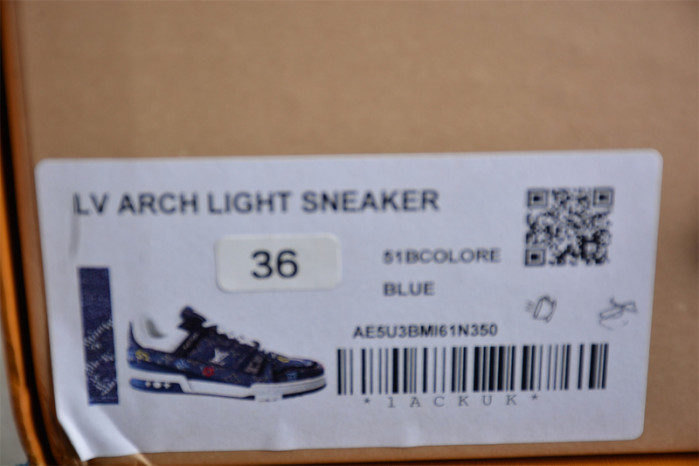 LV ARCH LIGHT SNEAKER
36
51BCOLORE
BLUE
AE5U3BMI61N350
*1ACKUK*